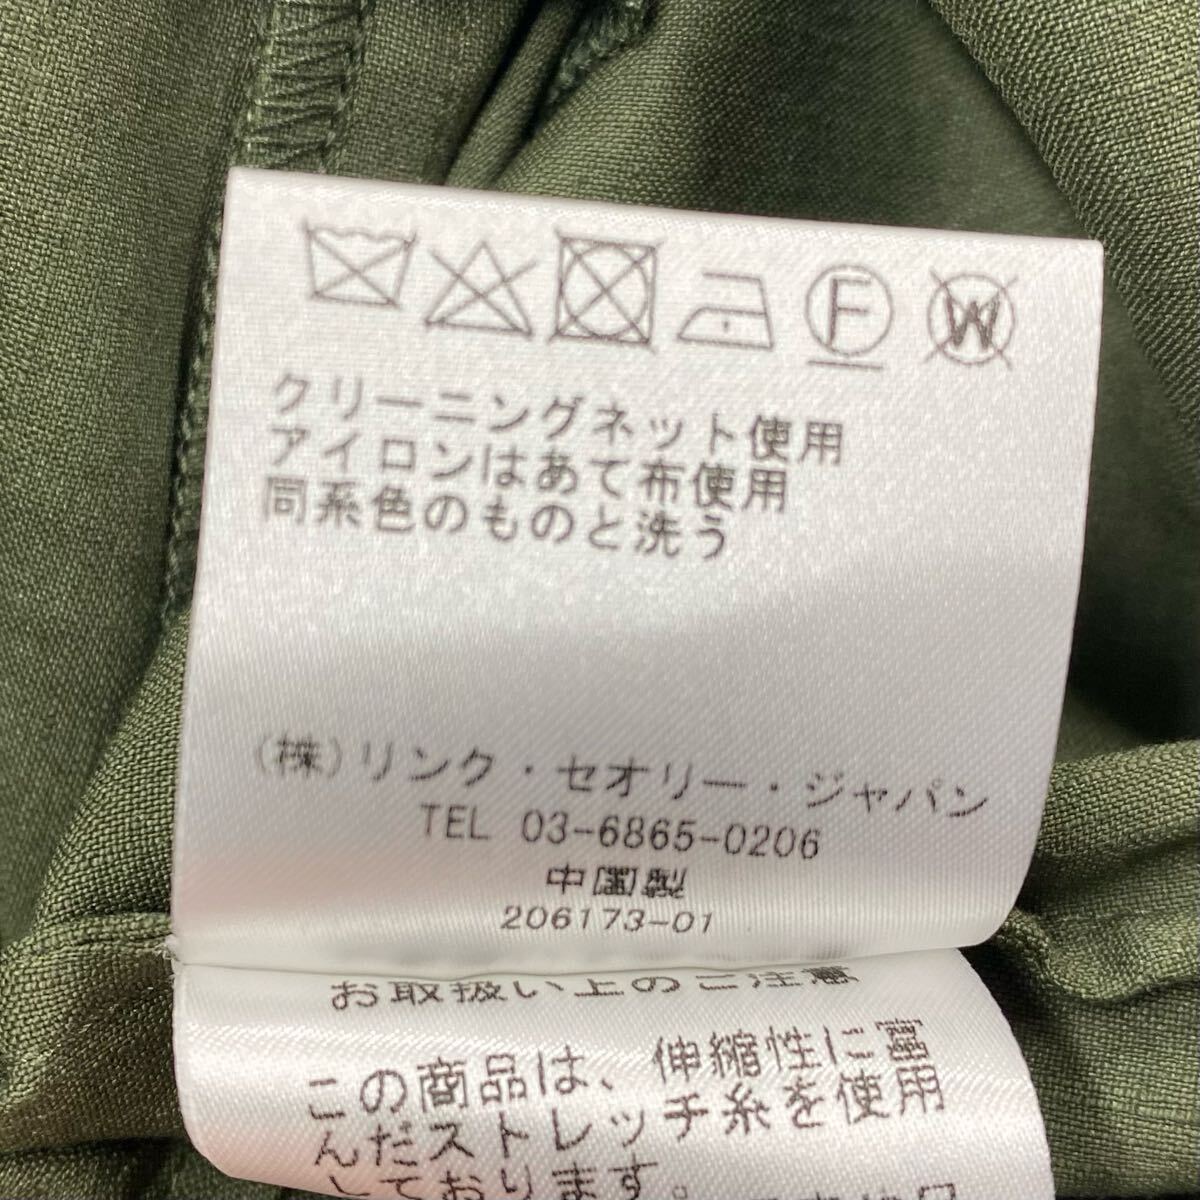 F W
クリーニングネット使用
アイロンはあて布使用
同系色のものと洗う
(株)リンク・セオリー・ジャパン
TEL 03-6865-0206
中国製
206173-01
お取扱い上のご注意
この商品は、伸縮性に富
んだストレッチ糸を使用
しております。